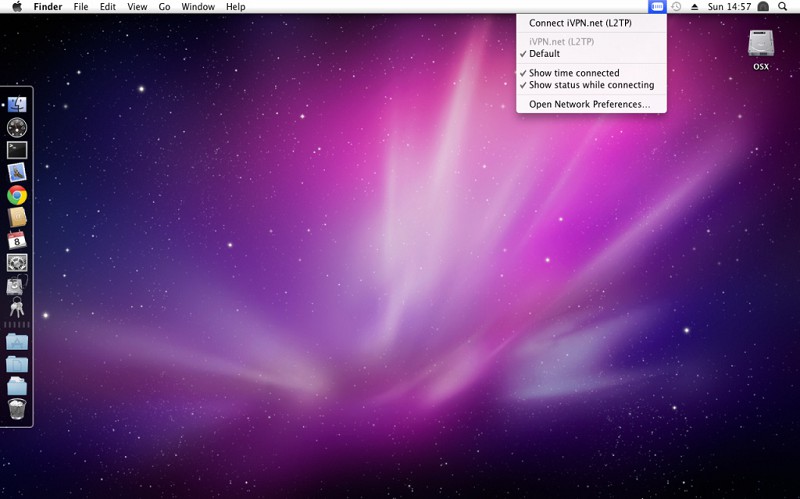 Finder File Edit View Go Window Help Sun 14:57
Connect iVPN.net (L2TP)
iVPN.net (L2TP)
✓ Default
✓ Show time connected
✓ Show status while connecting
Open Network Preferences...
OSX
8